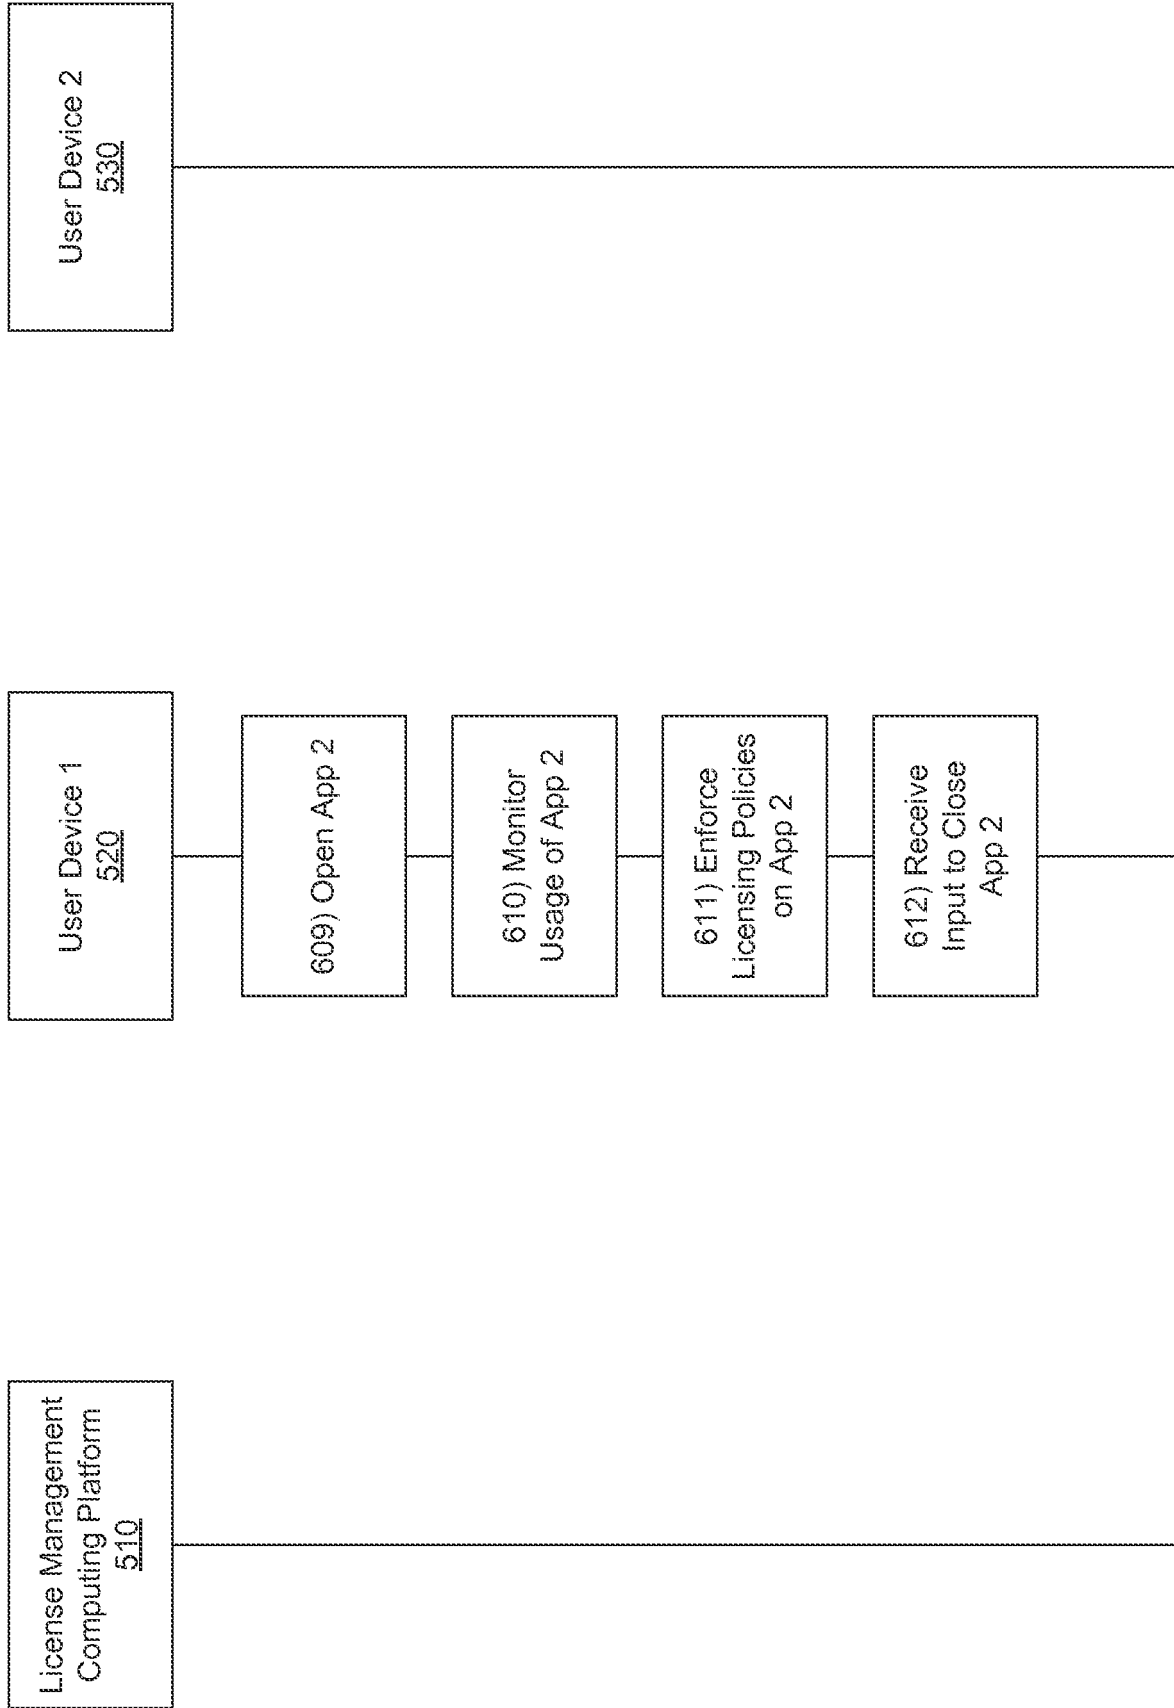 License Management
Computing Platform
510
User Device 1
520
User Device 2
530
609) Open App 2
610) Monitor
Usage of App 2
611) Enforce
Licensing Policies
on App 2
612) Receive
Input to Close
App 2